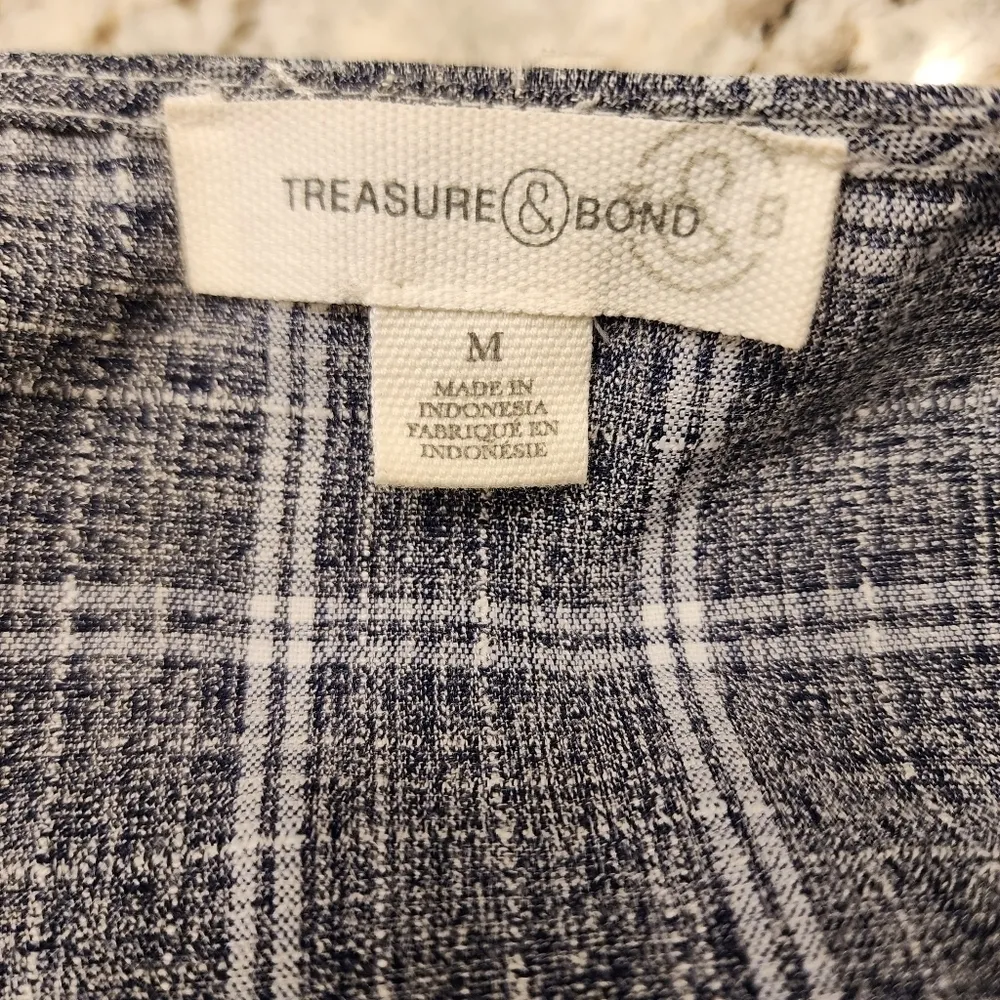 TREASURE & BOND
& B
M
MADE IN
INDONESIA
FABRIQUÉ EN
INDONÉSIE